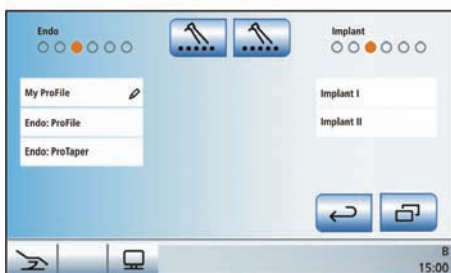 Endo
Implant
My ProFile
Implant I
Endo: ProFile
Implant II
Endo: ProTaper
B
15:00